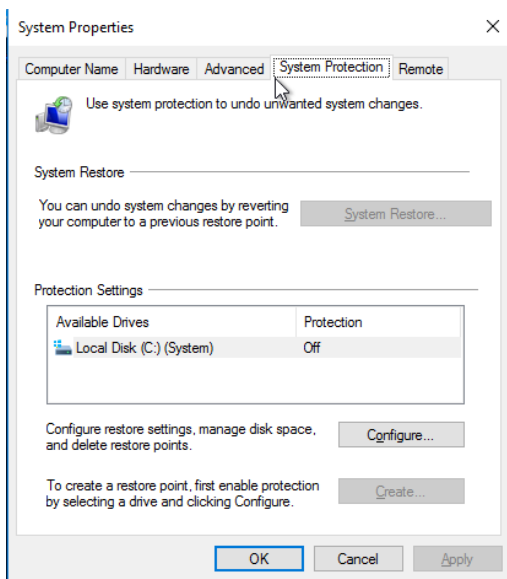 System Properties
Computer Name Hardware Advanced System Protection Remote
Use system protection to undo unwanted system changes.
System Restore
You can undo system changes by reverting
your computer to a previous restore point.
System Restore...
Protection Settings
Available Drives Protection
Local Disk (C:) (System) Off
Configure restore settings, manage disk space,
and delete restore points.
Configure...
To create a restore point, first enable protection
by selecting a drive and clicking Configure.
Create...
OK Cancel Apply